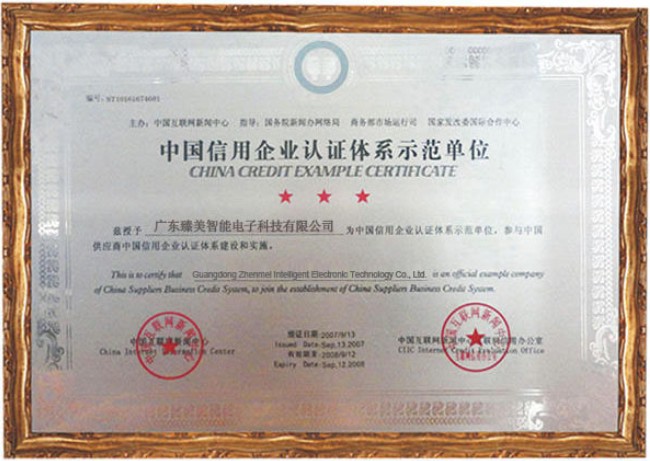 编号: ST10161674001
主办: 中国互联网新闻中心 指导: 国务院新闻办网络局 商务部市场运行司 国家发改委国际合作中心
中国信用企业认证体系示范单位
CHINA CREDIT EXAMPLE CERTIFICATE
★ ★ ★
兹授予 广东臻美智能电子科技有限公司 为中国信用企业认证体系示范单位, 参与中国
供应商中国信用企业认证体系建设和实施。
This is to certify that Guangdong Zhenmei Intelligent Electronic Technology Co., Ltd. is an official example company
of China Suppliers Business Credit System, to join the establishment of China Suppliers Business Credit System.
中国互联网新闻中心
China Internet Information Center
颁证日期:2007/9/13
Issued Date:Sep.13.2007
有效期限:2008/9/12
Expiry Date:Sep.12.2008
中国互联网新闻中心 互联网信用办公室
CIIC Internet Credit Evaluation Office